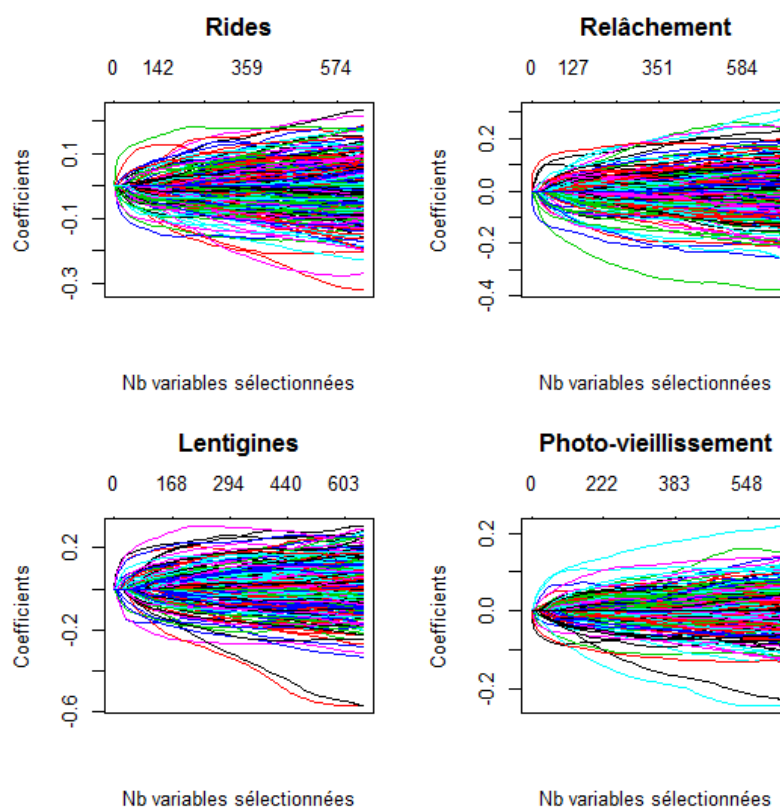 Rides
0 142 359 574
Coefficients
0.1
-0.1
-0.3
Nb variables sélectionnées
Relâchement
0 127 351 584
Coefficients
0.2
0.0
-0.2
-0.4
Nb variables sélectionnées
Lentigines
0 168 294 440 603
Coefficients
0.2
-0.2
-0.6
Nb variables sélectionnées
Photo-vieillissement
0 222 383 548
Coefficients
0.2
0.0
-0.2
Nb variables sélectionnées